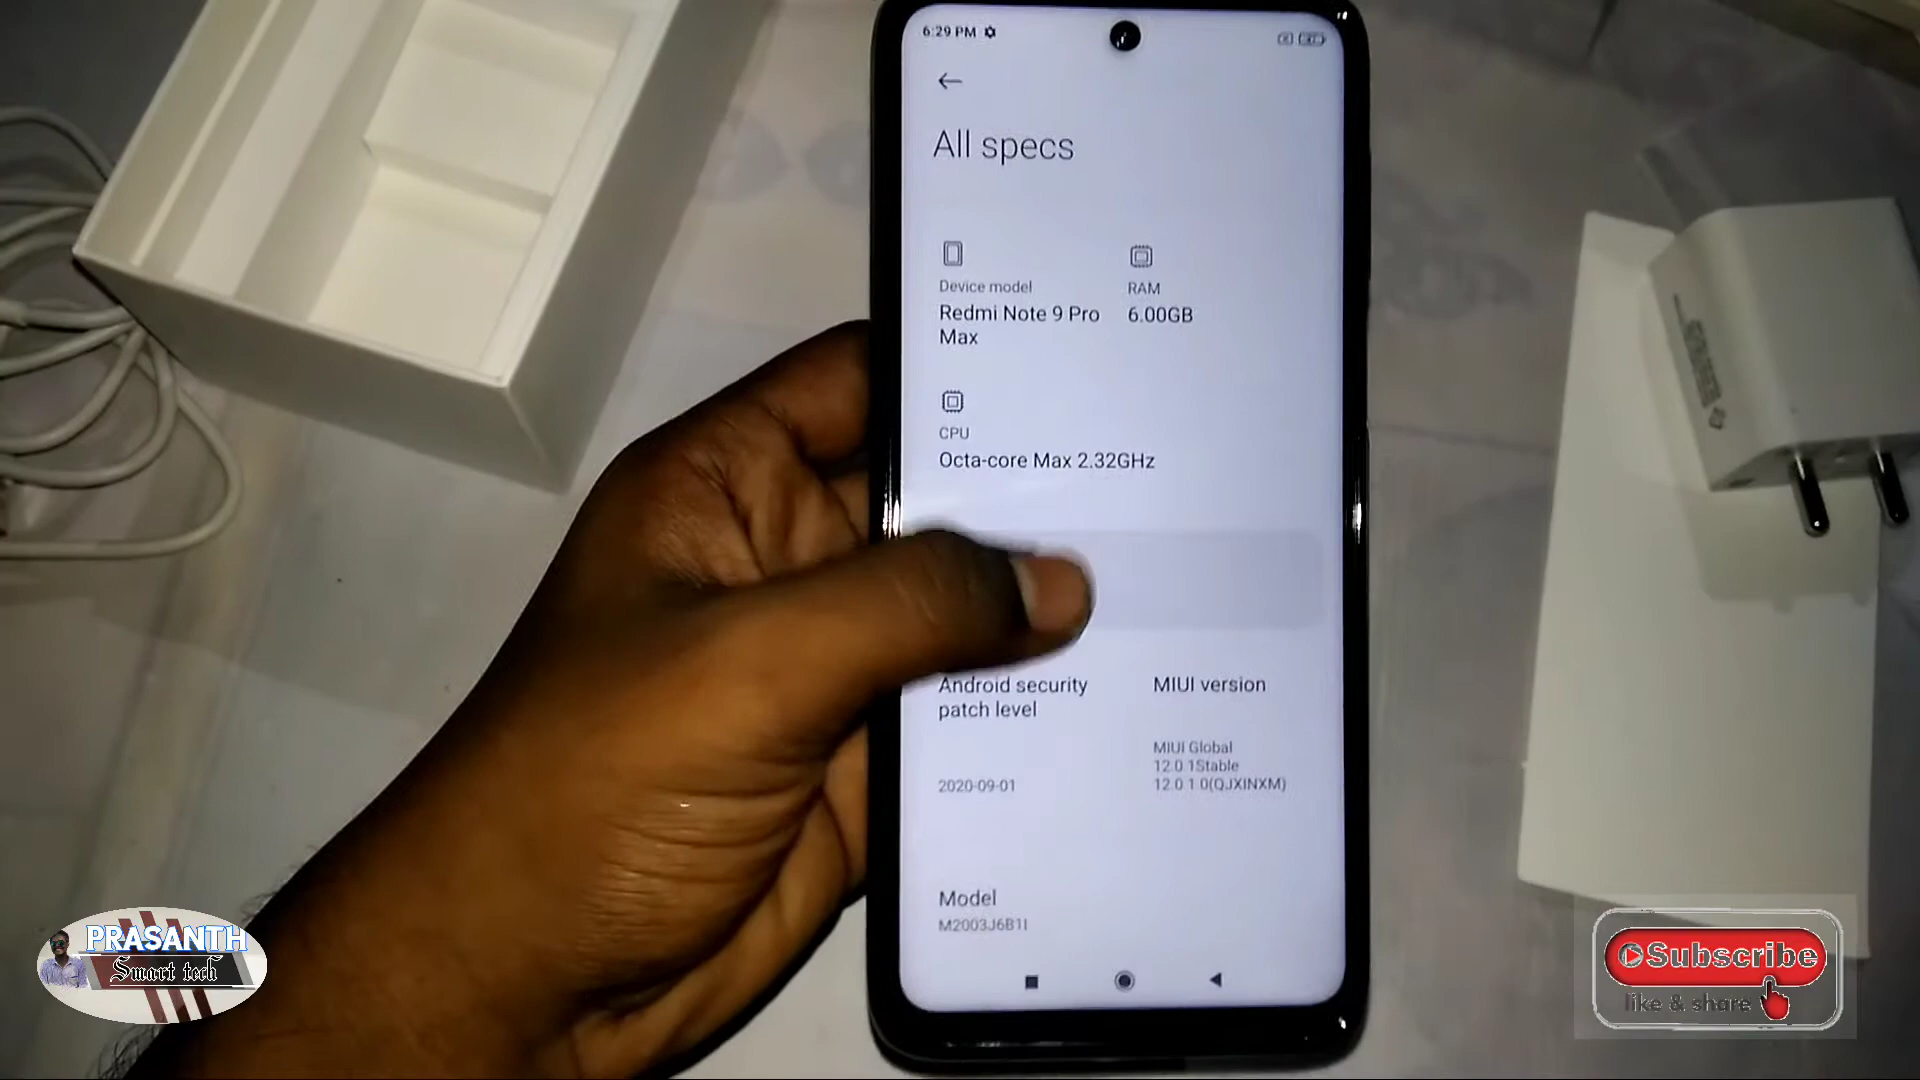 6:29 PM
All specs
Device model
Redmi Note 9 Pro
Max
RAM
6.00GB
CPU
Octa-core Max 2.32GHz
Android security
patch level
2020-09-01
MIUI version
MIUI Global
12.0.1Stable
12.0.1.0(QJXINXM)
Model
M2003J6B1I
PRASANTH
Smart tech
Subscribe
like & share